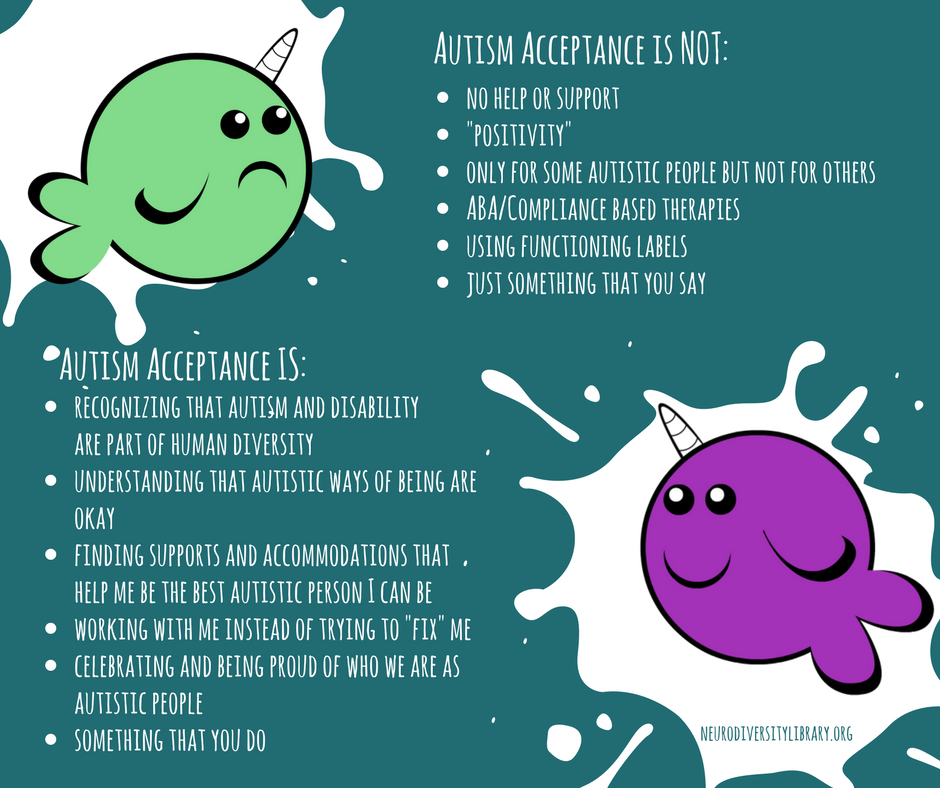 Autism Acceptance is NOT:
• no help or support
• "positivity"
• only for some autistic people but not for others
• ABA/Compliance based therapies
• using functioning labels
• just something that you say
Autism Acceptance IS:
• recognizing that autism and disability
are part of human diversity
• understanding that autistic ways of being are
okay
• finding supports and accommodations that
help me be the best autistic person I can be
• working with me instead of trying to "fix" me
• celebrating and being proud of who we are as
autistic people
• something that you do
neurodiversitylibrary.org